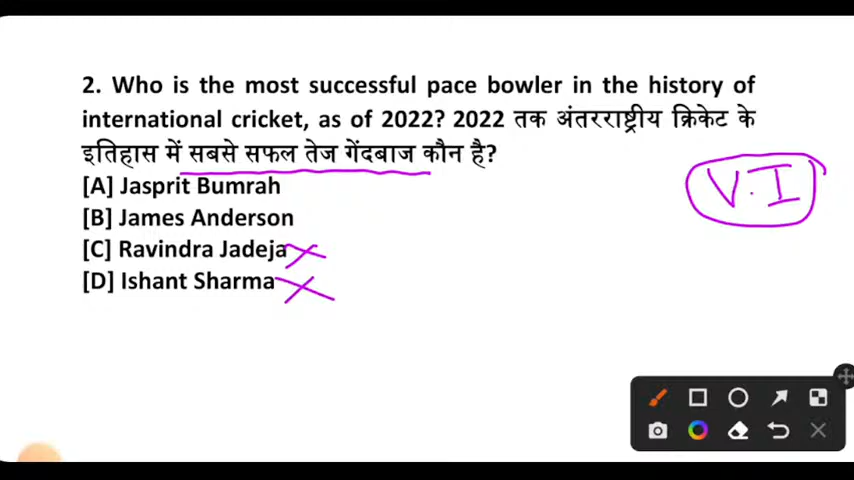 2. Who is the most successful pace bowler in the history of
international cricket, as of 2022? 2022 तक अंतरराष्ट्रीय क्रिकेट के
इतिहास में सबसे सफल तेज गेंदबाज कौन है?
[A] Jasprit Bumrah
V.I
[B] James Anderson
[C] Ravindra Jadeja
[D] Ishant Sharma